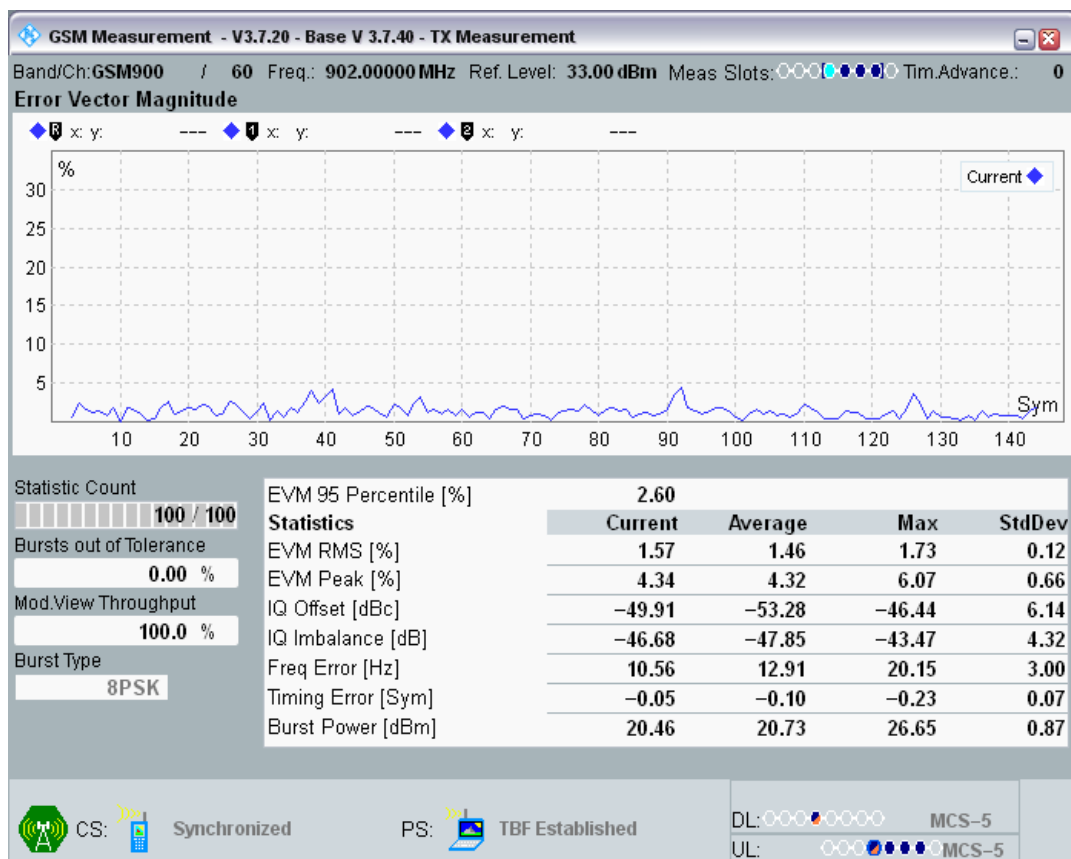 GSM Measurement - V3.7.20 - Base V 3.7.40 - TX Measurement
Band/Ch:GSM900 / 60 Freq.: 902.00000 MHz Ref. Level: 33.00 dBm Meas Slots: Tim.Advance.: 0
Error Vector Magnitude
R x: y: --- 1 x: y: --- 2 x: y: ---
%
Current
30
25
20
15
10
5
Sym
10 20 30 40 50 60 70 80 90 100 110 120 130 140
Statistic Count
100 / 100
Bursts out of Tolerance
0.00 %
Mod.View Throughput
100.0 %
Burst Type
8PSK
EVM 95 Percentile [%] 2.60
Statistics Current Average Max StdDev
EVM RMS [%] 1.57 1.46 1.73 0.12
EVM Peak [%] 4.34 4.32 6.07 0.66
IQ Offset [dBc] −49.91 −53.28 −46.44 6.14
IQ Imbalance [dB] −46.68 −47.85 −43.47 4.32
Freq Error [Hz] 10.56 12.91 20.15 3.00
Timing Error [Sym] −0.05 −0.10 −0.23 0.07
Burst Power [dBm] 20.46 20.73 26.65 0.87
CS: Synchronized PS: TBF Established
DL: MCS−5
UL: MCS−5